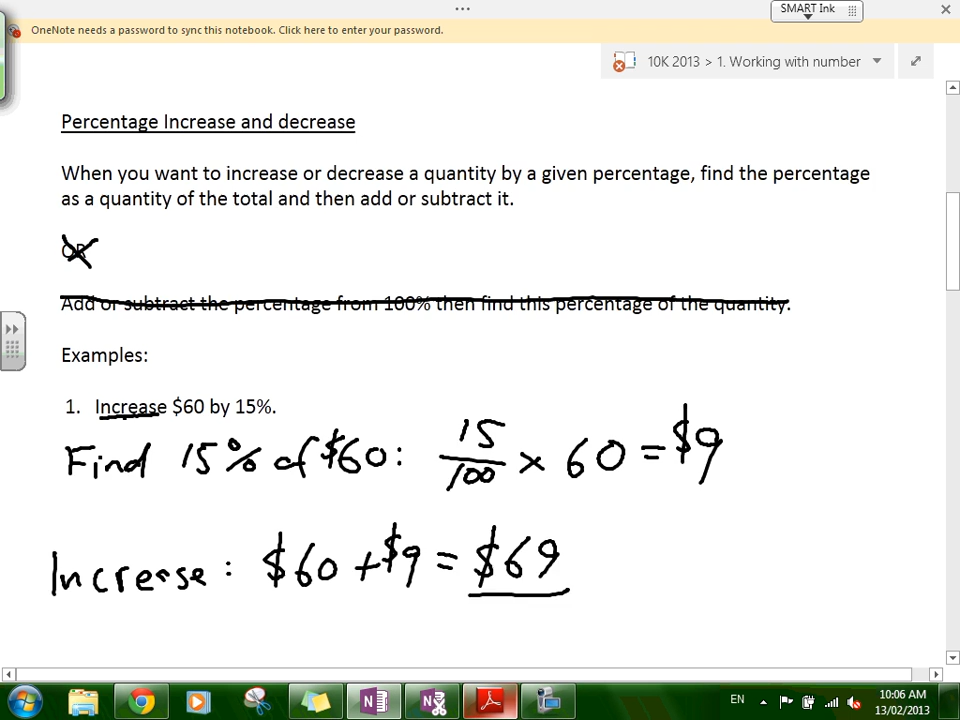 SMART Ink
OneNote needs a password to sync this notebook. Click here to enter your password.
10K 2013 > 1. Working with number
Percentage Increase and decrease
When you want to increase or decrease a quantity by a given percentage, find the percentage
as a quantity of the total and then add or subtract it.
OR
Add or subtract the percentage from 100% then find this percentage of the quantity.
Examples:
1. Increase $60 by 15%.
Find 15% of $60: 15/100 × 60 = $9
Increase: $60 + $9 = $69
EN
10:06 AM
13/02/2013